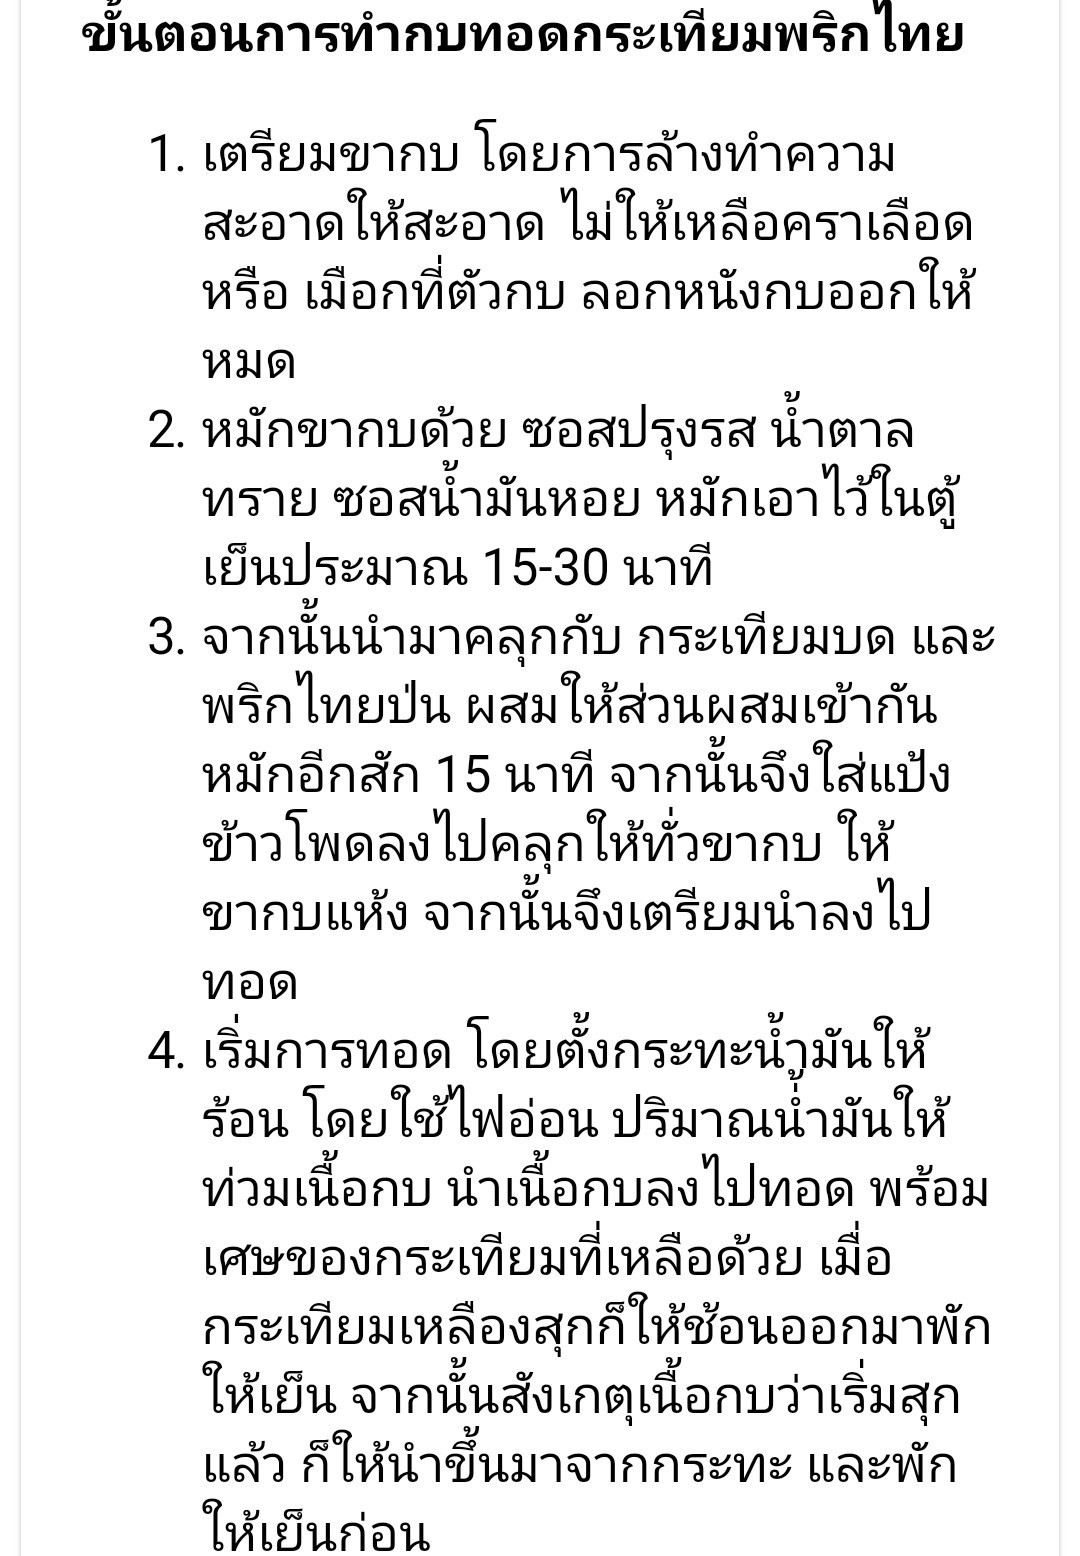 ขั้นตอนการทำกบทอดกระเทียมพริกไทย
1. เตรียมขากบ โดยการล้างทำความ
สะอาดให้สะอาด ไม่ให้เหลือคราเลือด
หรือ เมือกที่ตัวกบ ลอกหนังกบออกให้
หมด
2. หมักขากบด้วย ซอสปรุงรส น้ำตาล
ทราย ซอสน้ำมันหอย หมักเอาไว้ในตู้
เย็นประมาณ 15-30 นาที
3. จากนั้นนำมาคลุกกับ กระเทียมบด และ
พริกไทยป่น ผสมให้ส่วนผสมเข้ากัน
หมักอีกสัก 15 นาที จากนั้นจึงใส่แป้ง
ข้าวโพดลงไปคลุกให้ทั่วขากบ ให้
ขากบแห้ง จากนั้นจึงเตรียมนำลงไป
ทอด
4. เริ่มการทอด โดยตั้งกระทะน้ำมันให้
ร้อน โดยใช้ไฟอ่อน ปริมาณน่้ำมันให้
ท่วมเนื้อกบ นำเนื้อกบลงไปทอด พร้อม
เศษของกระเทียมที่เหลือด้วย เมื่อ
กระเทียมเหลืองสุกก็ให้ช้อนออกมาพัก
ให้เย็น จากนั้นสังเกตุเนื้อกบว่าเริ่มสุก
แล้ว ก็ให้นำขึ้นมาจากกระทะ และพัก
ให้เย็นก่อน